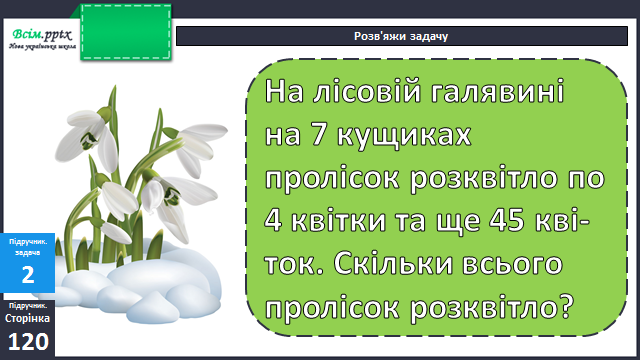 Всім.pptx
Нова українська школа
Розв'яжи задачу
На лісовій галявині
на 7 кущиках
пролісок розквітло по
4 квітки та ще 45 кві-
ток. Скільки всього
пролісок розквітло?
Підручник.
задача
2
Підручник.
Сторінка
120